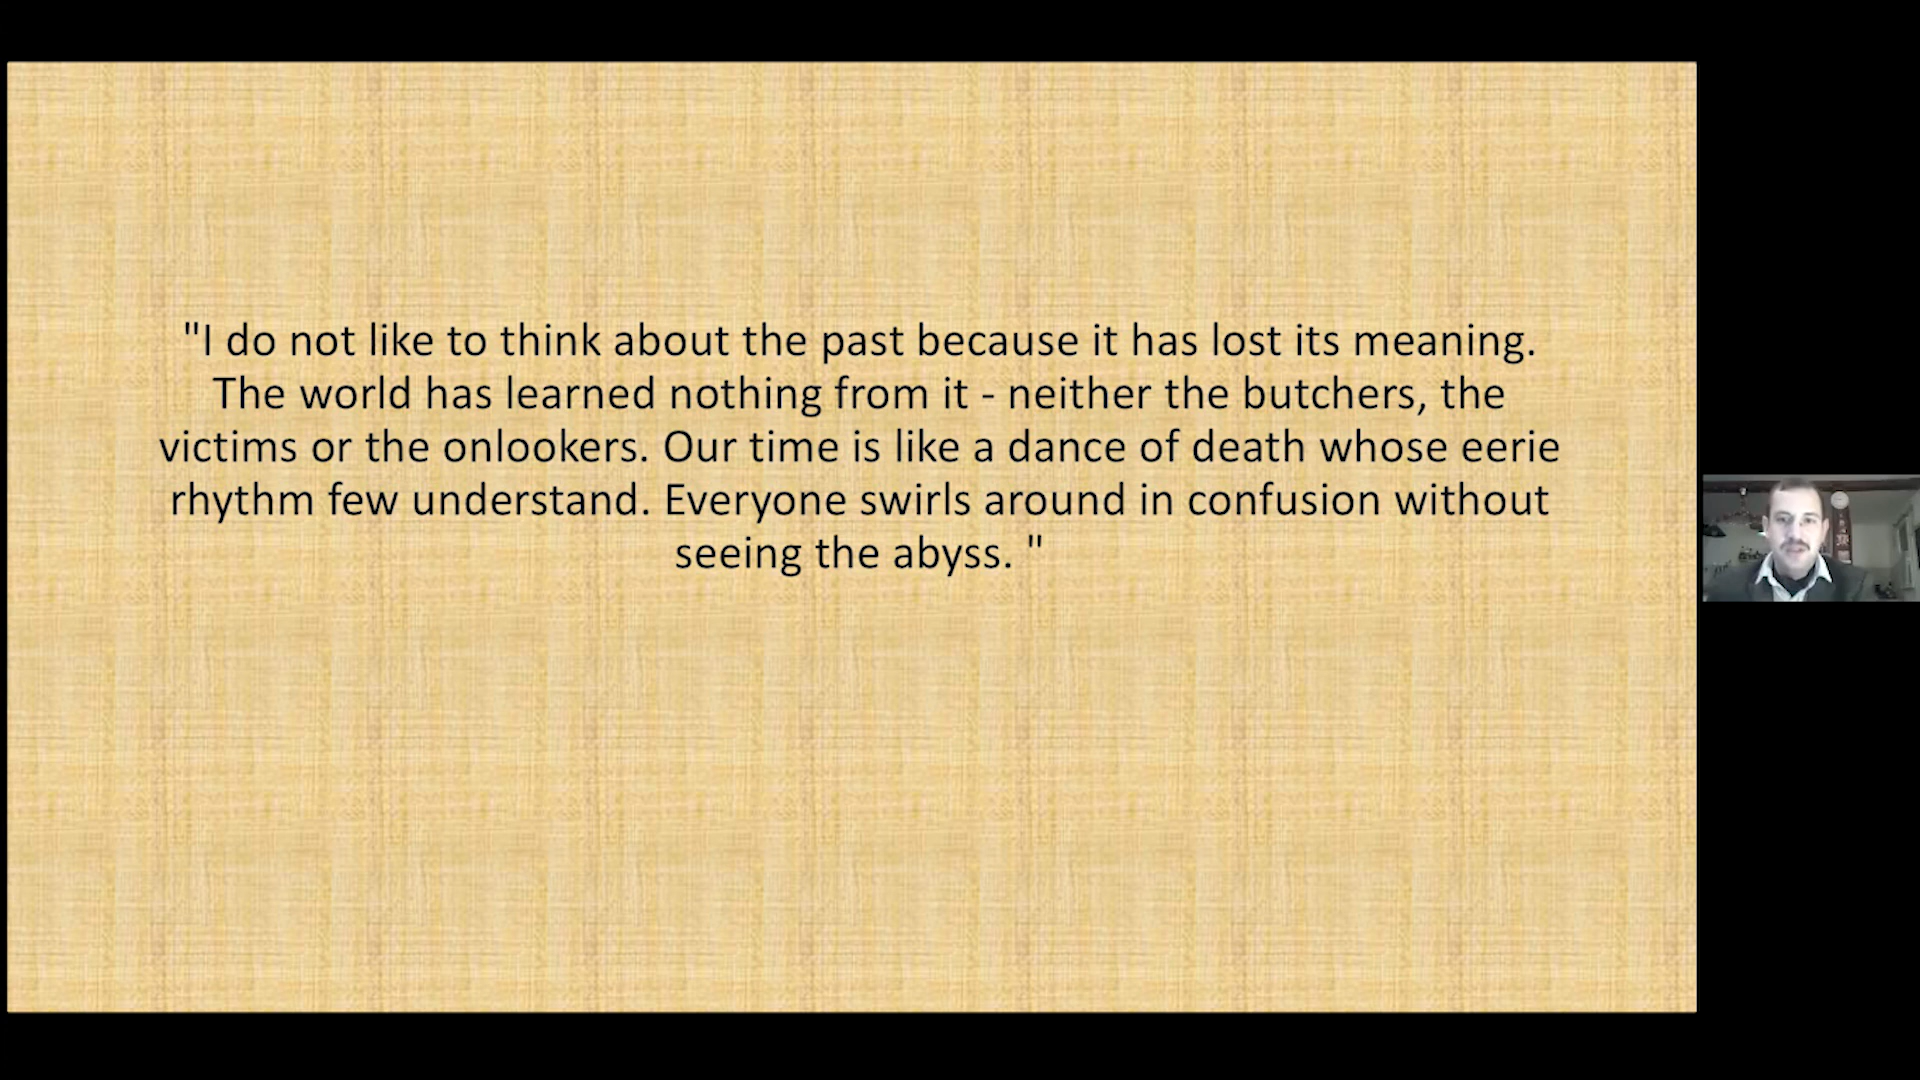 "I do not like to think about the past because it has lost its meaning.
The world has learned nothing from it - neither the butchers, the
victims or the onlookers. Our time is like a dance of death whose eerie
rhythm few understand. Everyone swirls around in confusion without
seeing the abyss. "